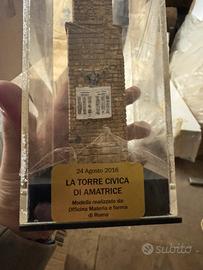 24 Agosto 2016
LA TORRE CIVICA
DI AMATRICE
Modello realizzato da
Officina Materia e forma
di Roma
subito